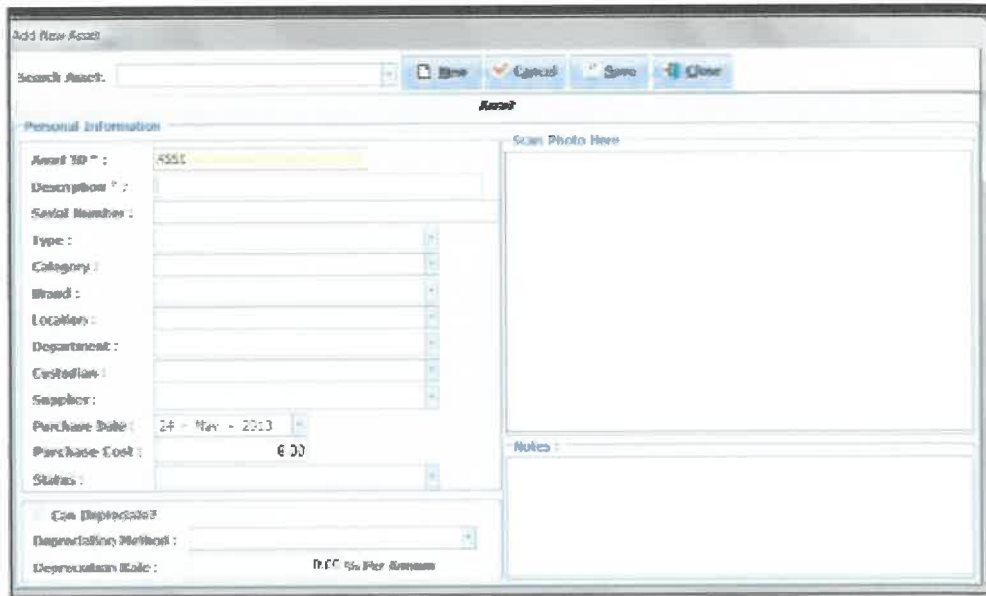 Add New Asset
Search Asset: New Cancel Save Close
Asset
Personal Information
Scan Photo Here
Asset ID * :
Description * :
Serial Number :
Type :
Category :
Brand :
Location :
Department :
Custodian :
Supplier :
Purchase Date : 24 - May - 2013
Purchase Cost :
Status :
Notes :
Can Depreciated
Depreciation Method :
Depreciation Rate : % Per Annum